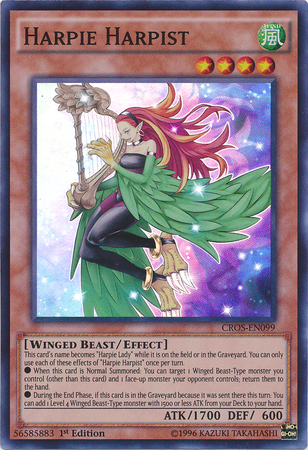 HARPIE HARPIST
WIND
風
CROS-EN099
[WINGED BEAST/EFFECT]
This card's name becomes "Harpie Lady" while it is on the field or in the Graveyard. You can only
use each of these effects of "Harpie Harpist" once per turn.
● When this card is Normal Summoned: You can target 1 Winged Beast-Type monster you
control (other than this card) and 1 face-up monster your opponent controls; return them to
the hand.
● During the End Phase, if this card is in the Graveyard because it was sent there this turn: You
can add 1 Level 4 Winged Beast-Type monster with 1500 or less ATK from your Deck to your hand.
ATK/1700 DEF/ 600
56585883 1st Edition ©1996 KAZUKI TAKAHASHI